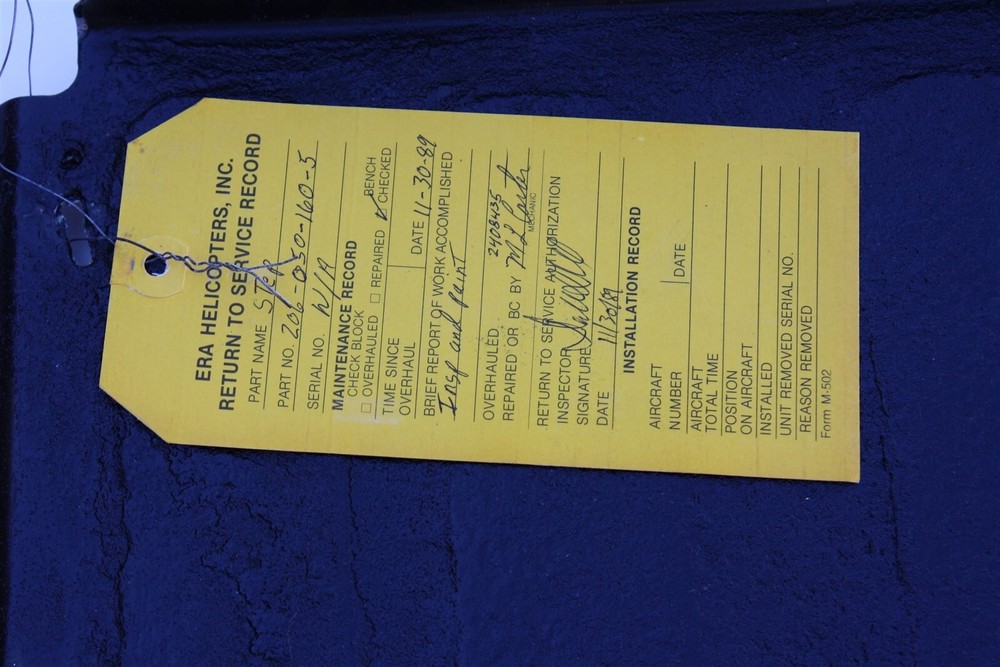 ERA HELICOPTERS, INC.
RETURN TO SERVICE RECORD
PART NAME
PART NO. 206-030-160-5
SERIAL NO. N/A
MAINTENANCE RECORD
CHECK BLOCK
☐ OVERHAULED ☐ REPAIRED ✓ BENCH CHECKED
TIME SINCE
OVERHAUL DATE 11-30-89
BRIEF REPORT OF WORK ACCOMPLISHED
Insp and paint
OVERHAULED 2408435
REPAIRED OR BC BY
MECHANIC
RETURN TO SERVICE AUTHORIZATION
INSPECTOR
SIGNATURE
DATE 11/30/89
INSTALLATION RECORD
AIRCRAFT
NUMBER DATE
AIRCRAFT
TOTAL TIME
POSITION
ON AIRCRAFT
INSTALLED
UNIT REMOVED SERIAL NO.
REASON REMOVED
Form M-502